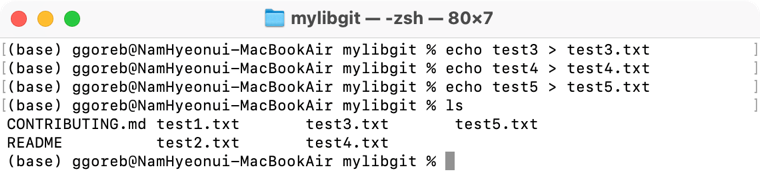 mylibgit — -zsh — 80×7
[(base) ggoreb@NamHyeonui-MacBookAir mylibgit % echo test3 > test3.txt ]
[(base) ggoreb@NamHyeonui-MacBookAir mylibgit % echo test4 > test4.txt ]
[(base) ggoreb@NamHyeonui-MacBookAir mylibgit % echo test5 > test5.txt ]
[(base) ggoreb@NamHyeonui-MacBookAir mylibgit % ls ]
CONTRIBUTING.md test1.txt test3.txt test5.txt
README test2.txt test4.txt
(base) ggoreb@NamHyeonui-MacBookAir mylibgit %